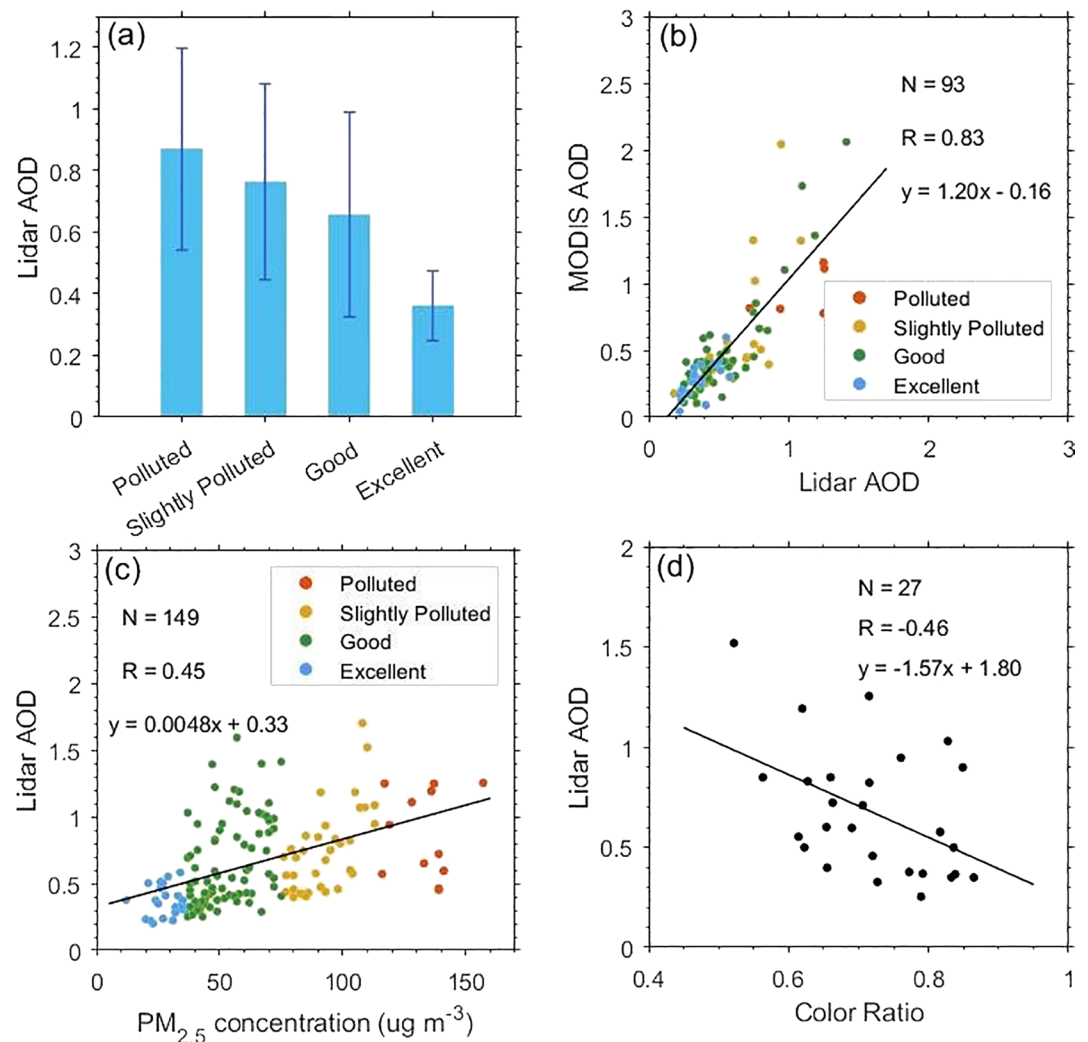 (a)
Lidar AOD
1.2
1
0.8
0.6
0.4
0.2
0
Polluted
Slightly Polluted
Good
Excellent
(b)
MODIS AOD
3
2.5
2
1.5
1
0.5
0
N = 93
R = 0.83
y = 1.20x - 0.16
Polluted
Slightly Polluted
Good
Excellent
0 1 2 3
Lidar AOD
(c)
Lidar AOD
3
2.5
2
1.5
1
0.5
0
N = 149
R = 0.45
y = 0.0048x + 0.33
Polluted
Slightly Polluted
Good
Excellent
0 50 100 150
PM2.5 concentration (ug m-3)
(d)
Lidar AOD
2
1.5
1
0.5
0
N = 27
R = -0.46
y = -1.57x + 1.80
0.4 0.6 0.8 1
Color Ratio